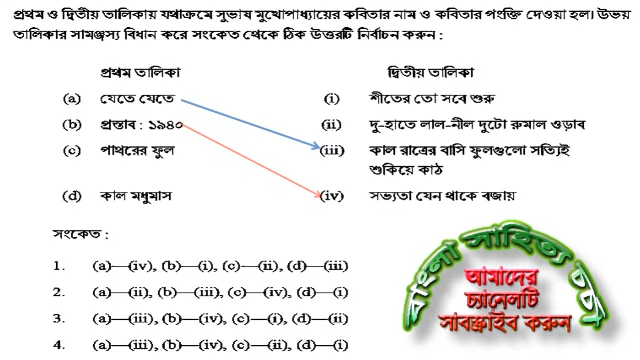 প্রথম ও দ্বিতীয় তালিকায় যথাক্রমে সুভাষ মুখোপাধ্যায়ের কবিতার নাম ও কবিতার পংক্তি দেওয়া হল। উভয়
তালিকার সামঞ্জস্য বিধান করে সংকেত থেকে ঠিক উত্তরটি নির্বাচন করুন :
প্রথম তালিকা দ্বিতীয় তালিকা
(a) যেতে যেতে (i) শীতের তো সবে শুরু
(b) প্রস্তাব : ১৯৪০ (ii) দু-হাতে লাল-নীল দুটো রুমাল ওড়াব
(c) পাথরের ফুল (iii) কাল রাত্রের বাসি ফুলগুলো সত্যিই
শুকিয়ে কাঠ
(d) কাল মধুমাস (iv) সভ্যতা যেন থাকে বজায়
সংকেত :
1. (a)—(iv), (b)—(i), (c)—(ii), (d)—(iii)
2. (a)—(ii), (b)—(iii), (c)—(iv), (d)—(i)
3. (a)—(iii), (b)—(iv), (c)—(i), (d)—(ii)
4. (a)—(iii), (b)—(iv), (c)—(ii), (d)—(i)
বাংলা সাহিত্য চর্চা
আমাদের
চ্যানেলটি
সাবস্ক্রাইব করুন